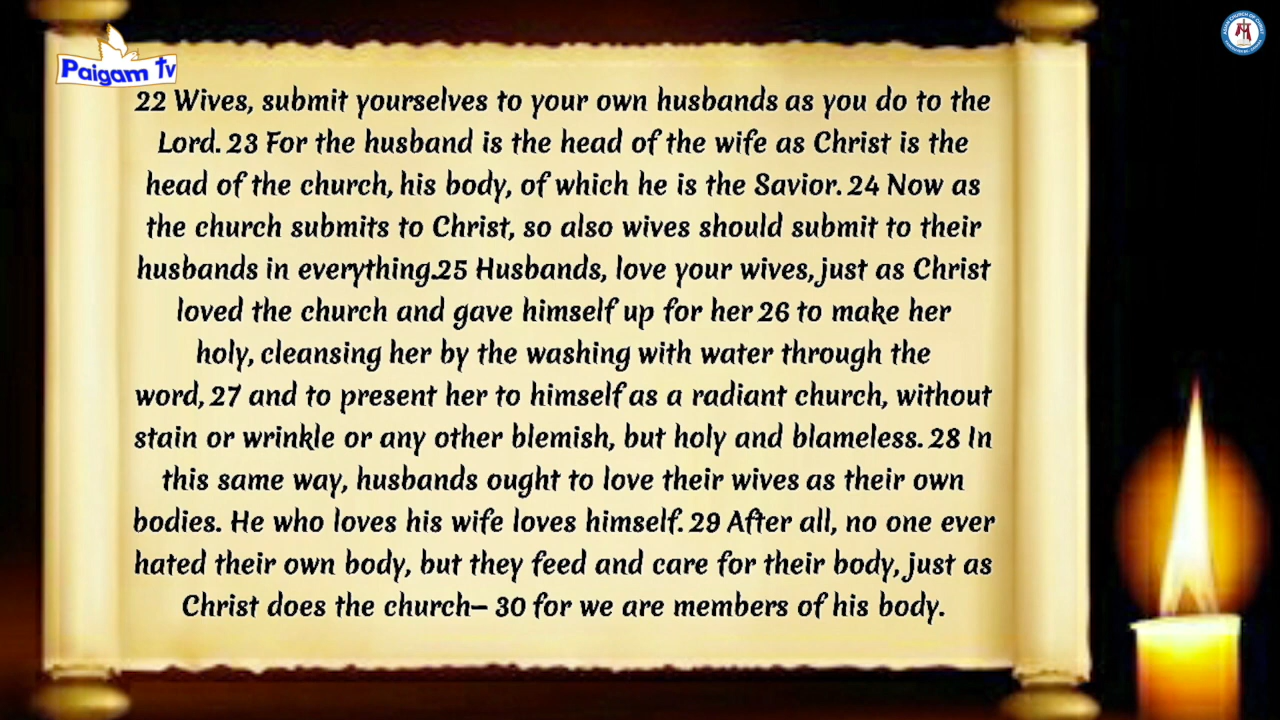 Paigam Tv
22 Wives, submit yourselves to your own husbands as you do to the
Lord. 23 For the husband is the head of the wife as Christ is the
head of the church, his body, of which he is the Savior. 24 Now as
the church submits to Christ, so also wives should submit to their
husbands in everything.25 Husbands, love your wives, just as Christ
loved the church and gave himself up for her 26 to make her
holy, cleansing her by the washing with water through the
word, 27 and to present her to himself as a radiant church, without
stain or wrinkle or any other blemish, but holy and blameless. 28 In
this same way, husbands ought to love their wives as their own
bodies. He who loves his wife loves himself. 29 After all, no one ever
hated their own body, but they feed and care for their body, just as
Christ does the church— 30 for we are members of his body.